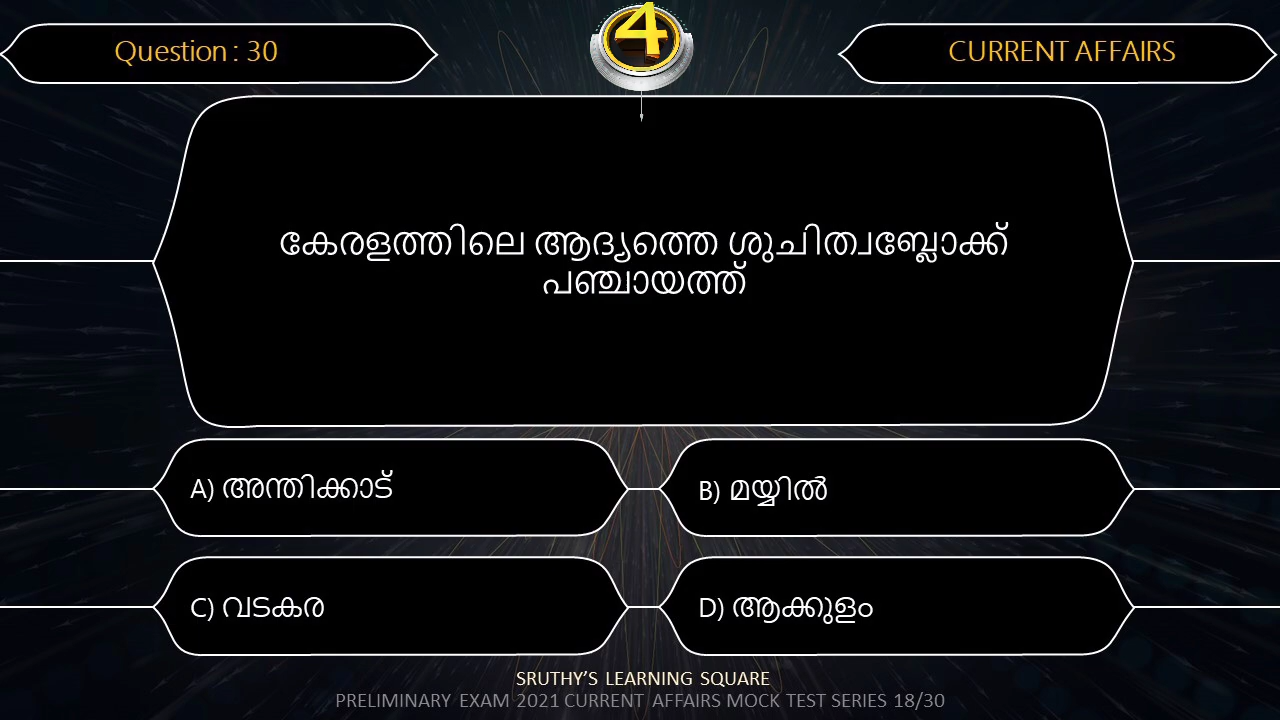 Question : 30
4
CURRENT AFFAIRS
കേരളത്തിലെ ആദ്യത്തെ ശുചിത്വബ്ലോക്ക്
പഞ്ചായത്ത്
A) അന്തിക്കാട്
B) മയ്യിൽ
C) വടകര
D) ആക്കുളം
SRUTHY’S LEARNING SQUARE
PRELIMINARY EXAM 2021 CURRENT AFFAIRS MOCK TEST SERIES 18/30